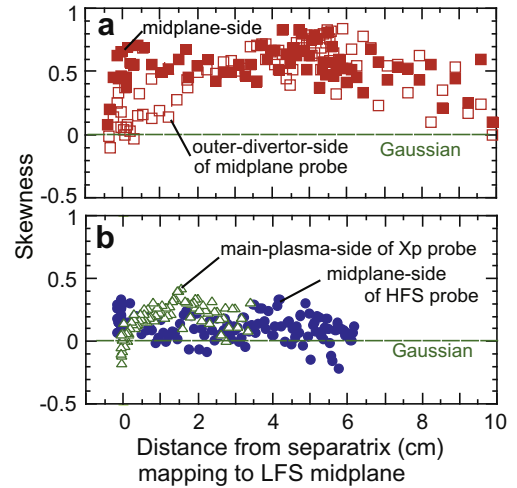 a
midplane-side
1
0.5
outer-divertor-side
of midplane probe
0
Gaussian
-0.5
Skewness
b
main-plasma-side of Xp probe
1
midplane-side
of HFS probe
0.5
0
Gaussian
-0.5
0 2 4 6 8 10
Distance from separatrix (cm)
mapping to LFS midplane